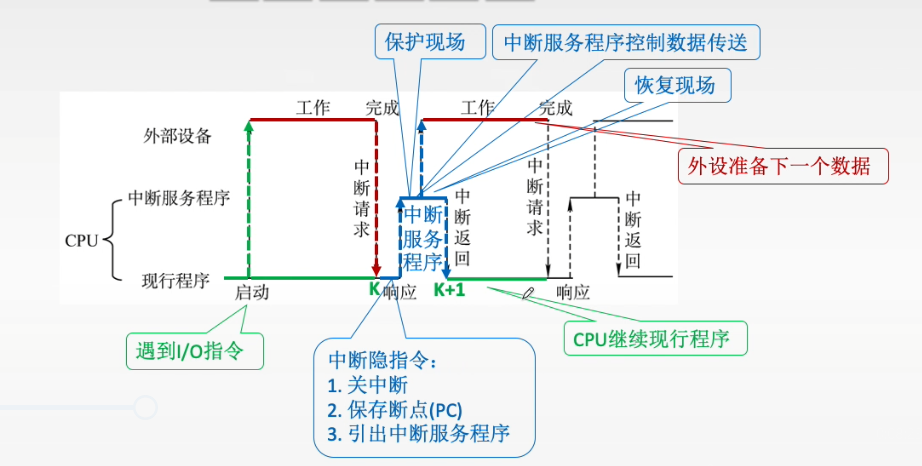 保护现场
中断服务程序控制数据传送
恢复现场
工作
完成
工作
完成
外部设备
外设准备下一个数据
中断请求
中断请求
中断服务程序
中断服务程序
中断返回
中断返回
CPU
现行程序
启动
K
响应
K+1
响应
遇到I/O指令
CPU继续现行程序
中断隐指令：
1. 关中断
2. 保存断点(PC)
3. 引出中断服务程序